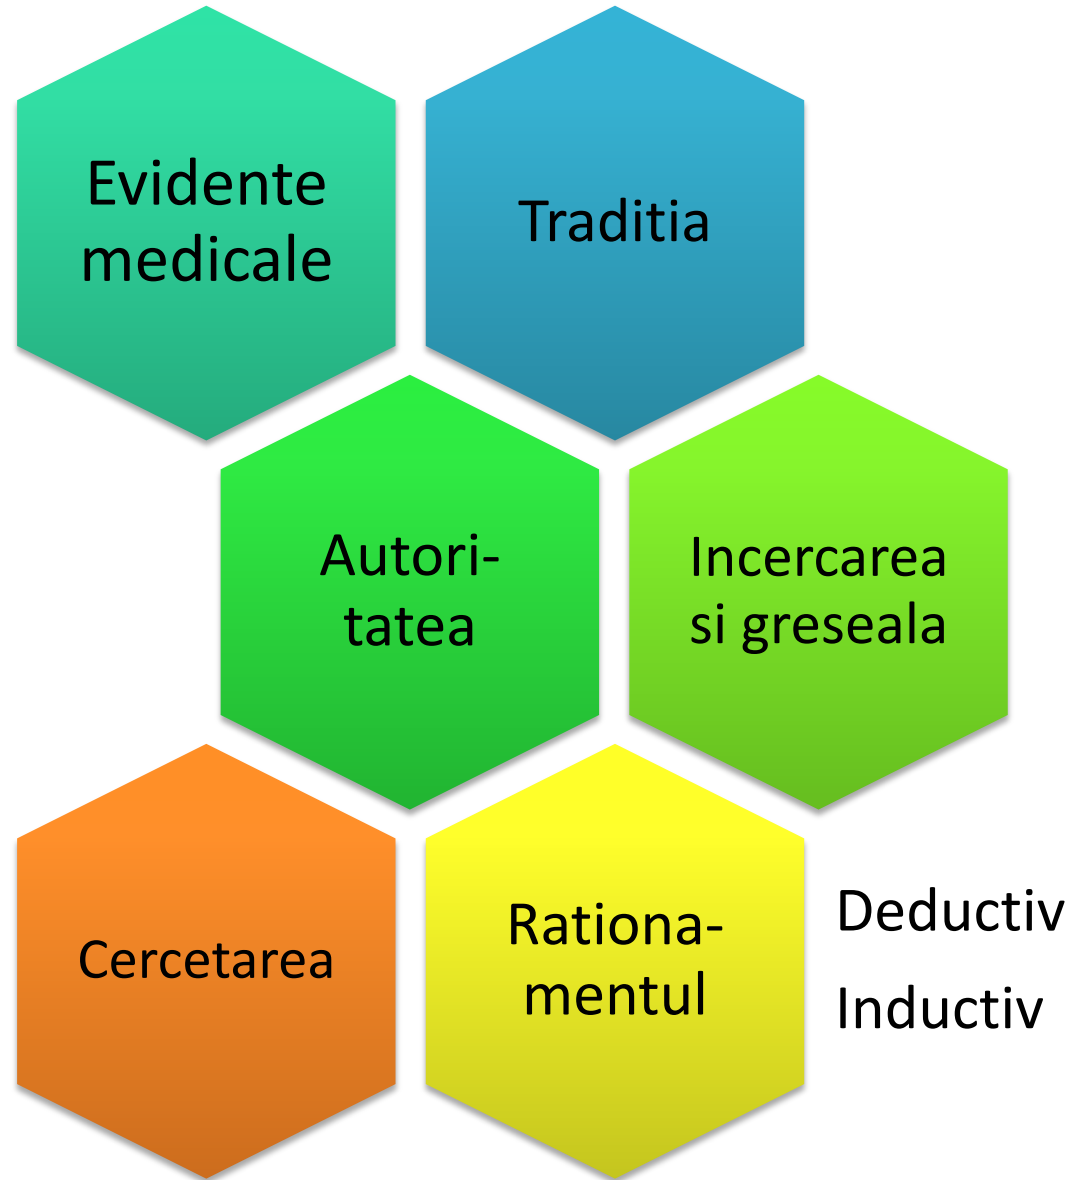 Evidente
medicale
Traditia
Autori-
tatea
Incercarea
si greseala
Cercetarea
Rationa-
mentul
Deductiv
Inductiv